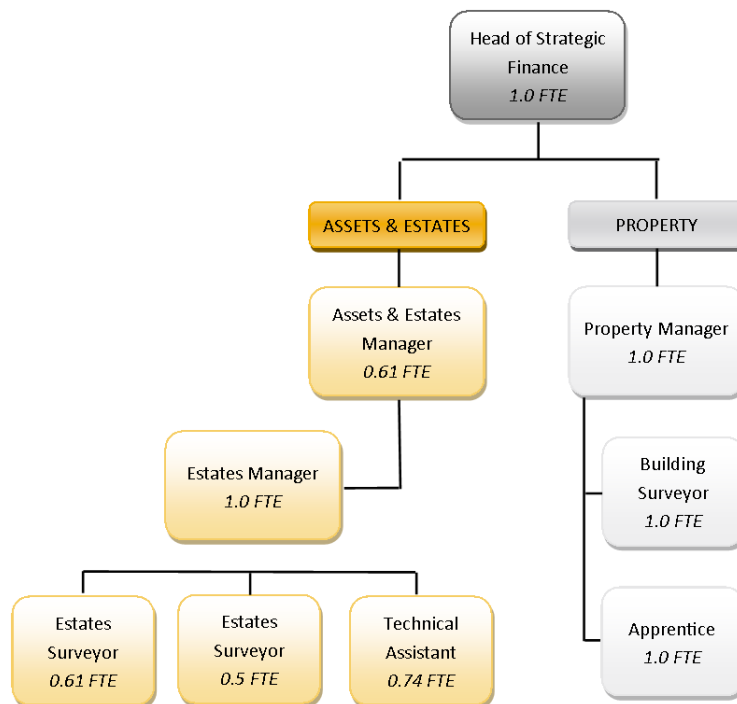 Head of Strategic
Finance
1.0 FTE
ASSETS & ESTATES
PROPERTY
Assets & Estates
Manager
0.61 FTE
Property Manager
1.0 FTE
Estates Manager
1.0 FTE
Building
Surveyor
1.0 FTE
Estates
Surveyor
0.61 FTE
Estates
Surveyor
0.5 FTE
Technical
Assistant
0.74 FTE
Apprentice
1.0 FTE